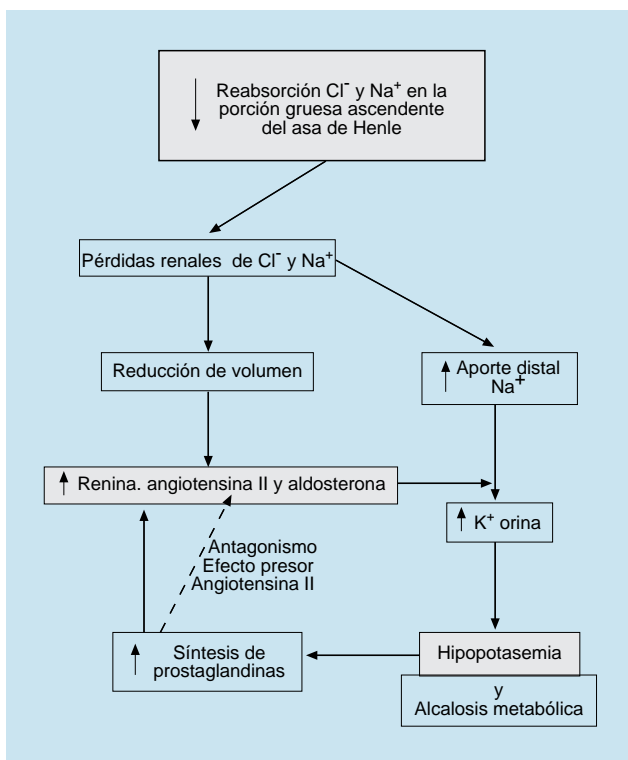 Reabsorción Cl⁻ y Na⁺ en la
porción gruesa ascendente
del asa de Henle
Pérdidas renales de Cl⁻ y Na⁺
Reducción de volumen
Aporte distal
Na⁺
Renina. angiotensina II y aldosterona
K⁺ orina
Antagonismo
Efecto presor
Angiotensina II
Síntesis de
prostaglandinas
Hipopotasemia
y
Alcalosis metabólica